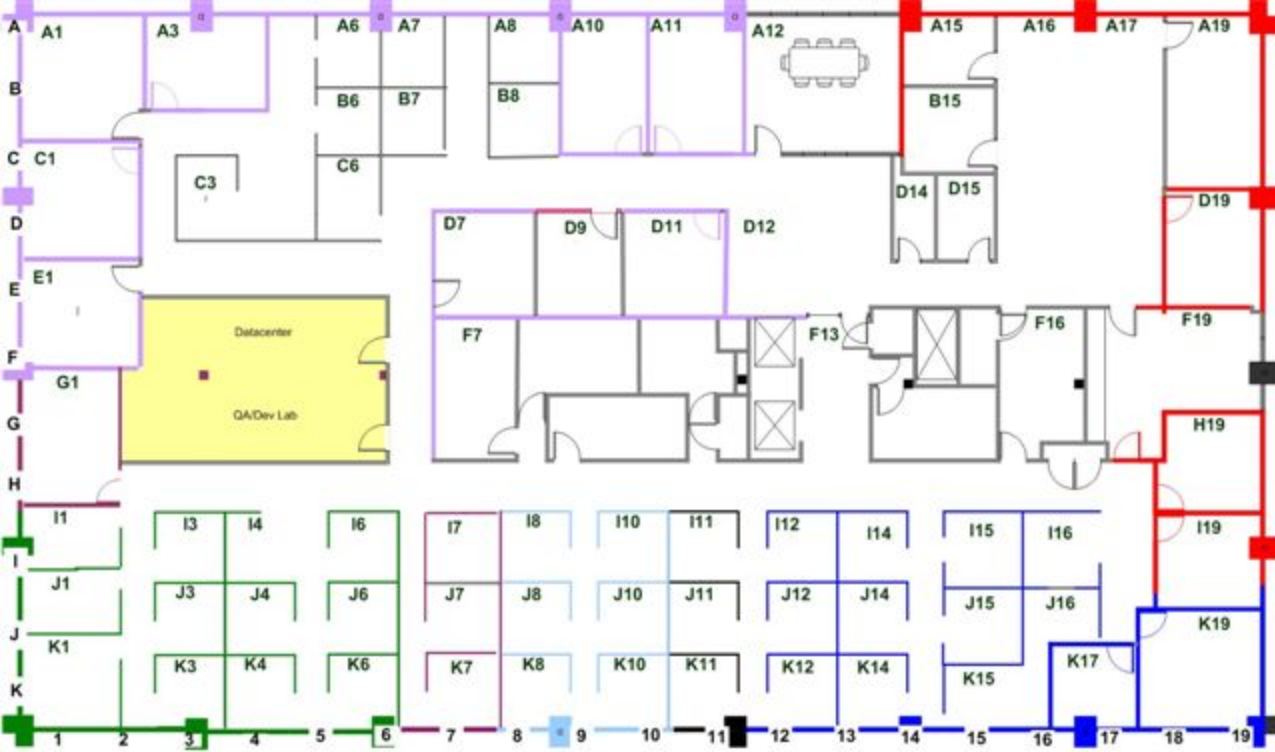 A A1 A3 A6 A7 A8 A10 A11 A12 A15 A16 A17 A19
B B6 B7 B8 B15
C C1 C3 C6 D14 D15
D D7 D9 D11 D12 D19
E E1
Datacenter F7 F13 F16 F19
F
G1
G QA/Dev Lab H19
H
I1 I3 I4 I6 I7 I8 I10 I11 I12 I14 I15 I16 I19
I
J1 J3 J4 J6 J7 J8 J10 J11 J12 J14 J15 J16
J K1 K19
K3 K4 K6 K7 K8 K10 K11 K12 K14 K15 K17
K
1 2 3 4 5 6 7 8 9 10 11 12 13 14 15 16 17 18 19